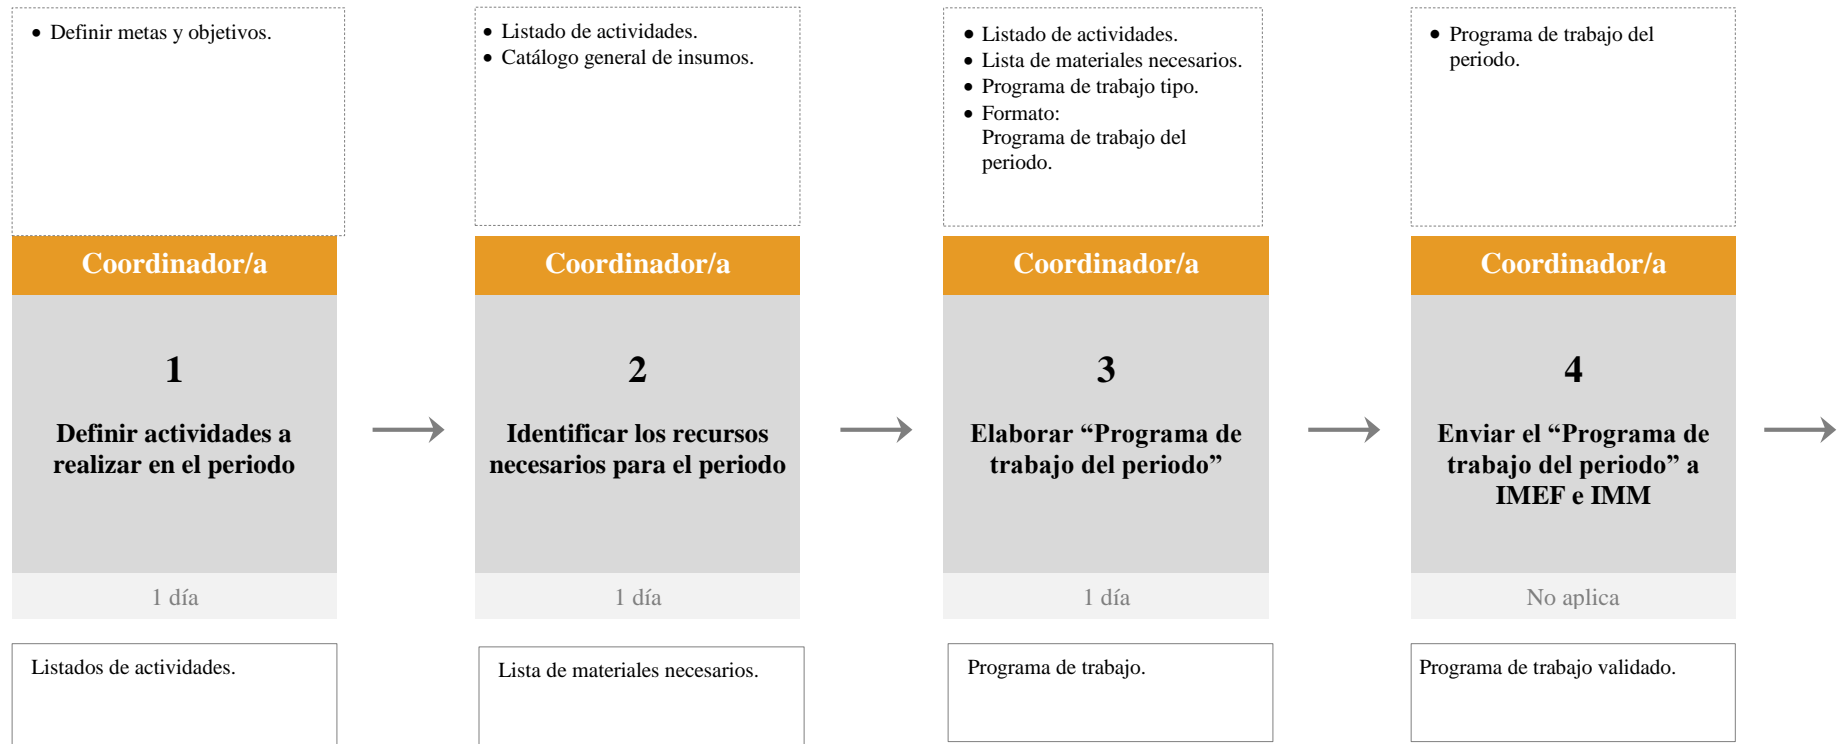 • Definir metas y objetivos.
• Listado de actividades.
• Catálogo general de insumos.
• Listado de actividades.
• Lista de materiales necesarios.
• Programa de trabajo tipo.
• Formato:
Programa de trabajo del
periodo.
• Programa de trabajo del
periodo.
Coordinador/a
1
Definir actividades a
realizar en el periodo
1 día
Listados de actividades.
Coordinador/a
2
Identificar los recursos
necesarios para el periodo
1 día
Lista de materiales necesarios.
Coordinador/a
3
Elaborar “Programa de
trabajo del periodo”
1 día
Programa de trabajo.
Coordinador/a
4
Enviar el “Programa de
trabajo del periodo” a
IMEF e IMM
No aplica
Programa de trabajo validado.